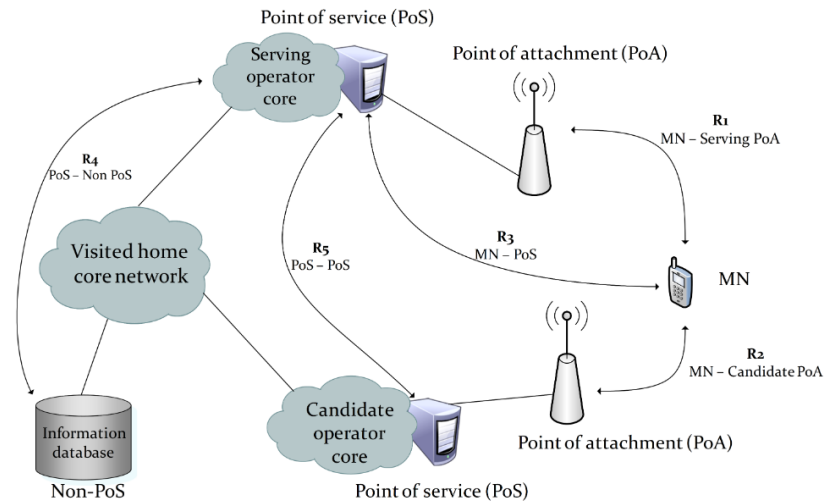 Point of service (PoS)
Serving
operator
core
Point of attachment (PoA)
R1
MN – Serving PoA
R4
PoS – Non PoS
Visited home
core network
R5
PoS – PoS
R3
MN – PoS
MN
R2
MN – Candidate PoA
Candidate
operator
core
Point of attachment (PoA)
Information
database
Non-PoS
Point of service (PoS)